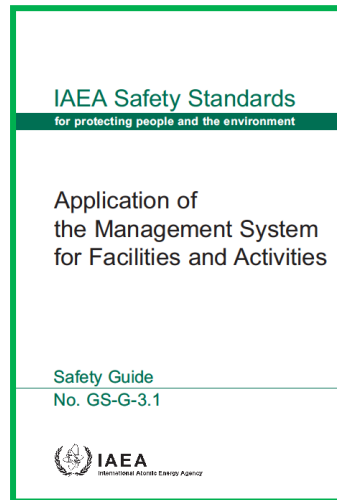 IAEA Safety Standards
for protecting people and the environment
Application of
the Management System
for Facilities and Activities
Safety Guide
No. GS-G-3.1
IAEA
International Atomic Energy Agency